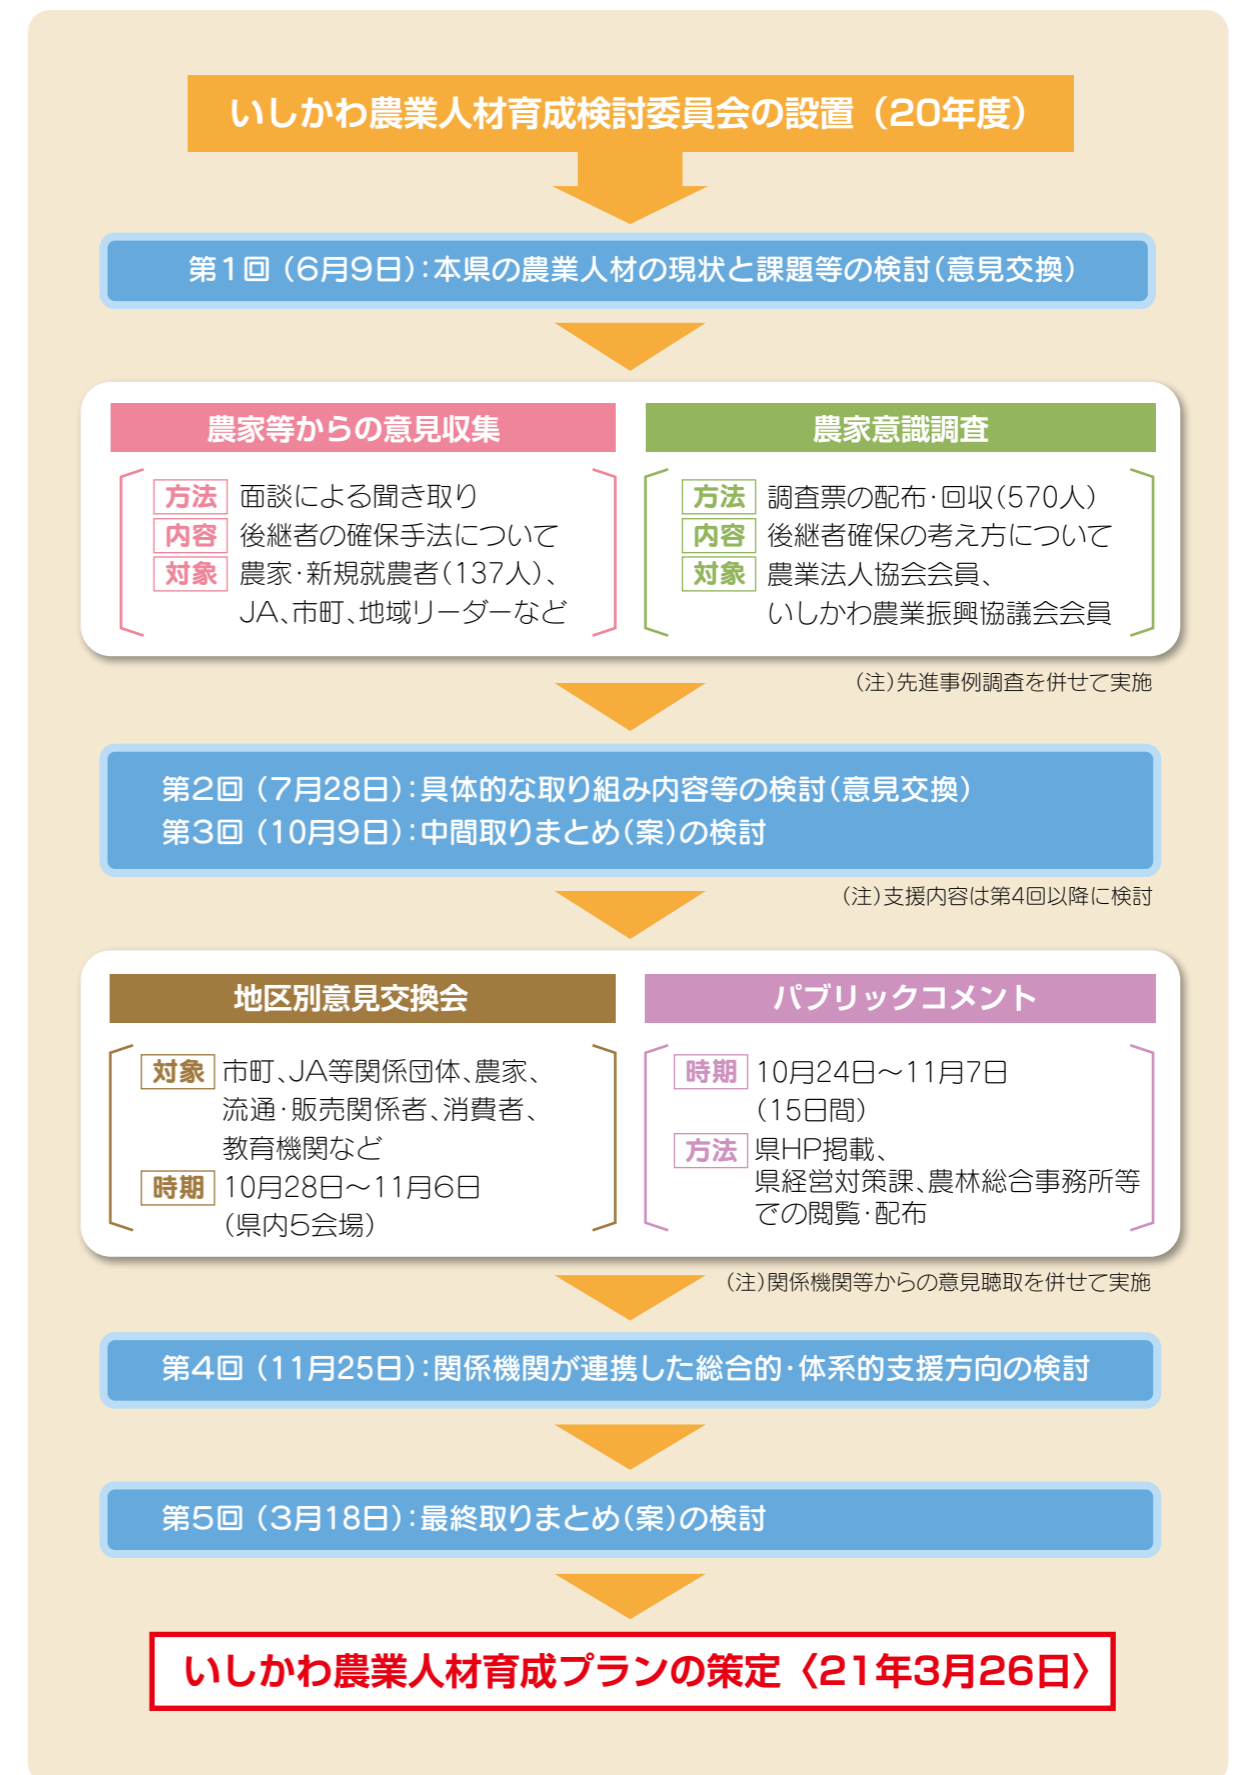 いしかわ農業人材育成検討委員会の設置（20年度）
第1回（6月9日）：本県の農業人材の現状と課題等の検討（意見交換）
農家等からの意見収集
方法 面談による聞き取り
内容 後継者の確保手法について
対象 農家・新規就農者（137人）、
JA、市町、地域リーダーなど
農家意識調査
方法 調査票の配布・回収（570人）
内容 後継者確保の考え方について
対象 農業法人協会会員、
いしかわ農業振興協議会会員
（注）先進事例調査を併せて実施
第2回（7月28日）：具体的な取り組み内容等の検討（意見交換）
第3回（10月9日）：中間取りまとめ（案）の検討
（注）支援内容は第4回以降に検討
地区別意見交換会
対象 市町、JA等関係団体、農家、
流通・販売関係者、消費者、
教育機関など
時期 10月28日～11月6日
（県内5会場）
パブリックコメント
時期 10月24日～11月7日
（15日間）
方法 県HP掲載、
県経営対策課、農林総合事務所等
での閲覧・配布
（注）関係機関等からの意見聴取を併せて実施
第4回（11月25日）：関係機関が連携した総合的・体系的支援方向の検討
第5回（3月18日）：最終取りまとめ（案）の検討
いしかわ農業人材育成プランの策定〈21年3月26日〉